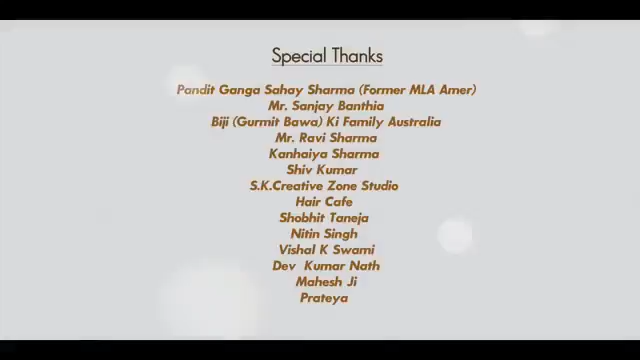 Special Thanks
Pandit Ganga Sahay Sharma (Former MLA Amer)
Mr. Sanjay Banthia
Biji (Gurmit Bawa) Ki Family Australia
Mr. Ravi Sharma
Kanhaiya Sharma
Shiv Kumar
S.K.Creative Zone Studio
Hair Cafe
Shobhit Taneja
Nitin Singh
Vishal K Swami
Dev Kumar Nath
Mahesh Ji
Prateya